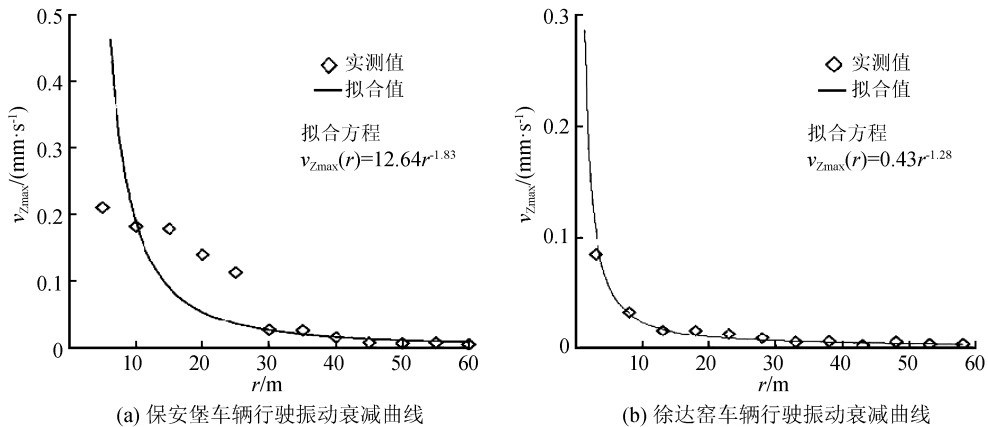 0.5
0.4
0.3
0.2
0.1
0
v_Zmax/(mm·s⁻¹)
实测值
拟合值
拟合方程
v_Zmax(r)=12.64r^-1.83
10 20 30 40 50 60
r/m
(a) 保安堡车辆行驶振动衰减曲线
0.3
0.2
0.1
0
v_Zmax/(mm·s⁻¹)
实测值
拟合值
拟合方程
v_Zmax(r)=0.43r^-1.28
10 20 30 40 50 60
r/m
(b) 徐达窑车辆行驶振动衰减曲线